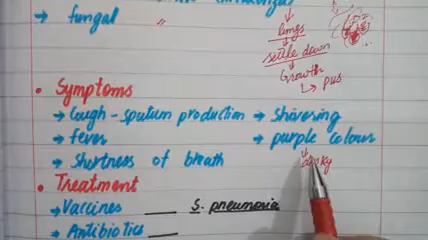 → fungal "
lungs
settle down
Growth
→ pus
• Symptoms
→ Cough - sputum production → shivering
→ fever → purple colour
→ Shortness of breath
• Treatment
→ Vaccines ___ S. pneumonia
→ Antibiotics __